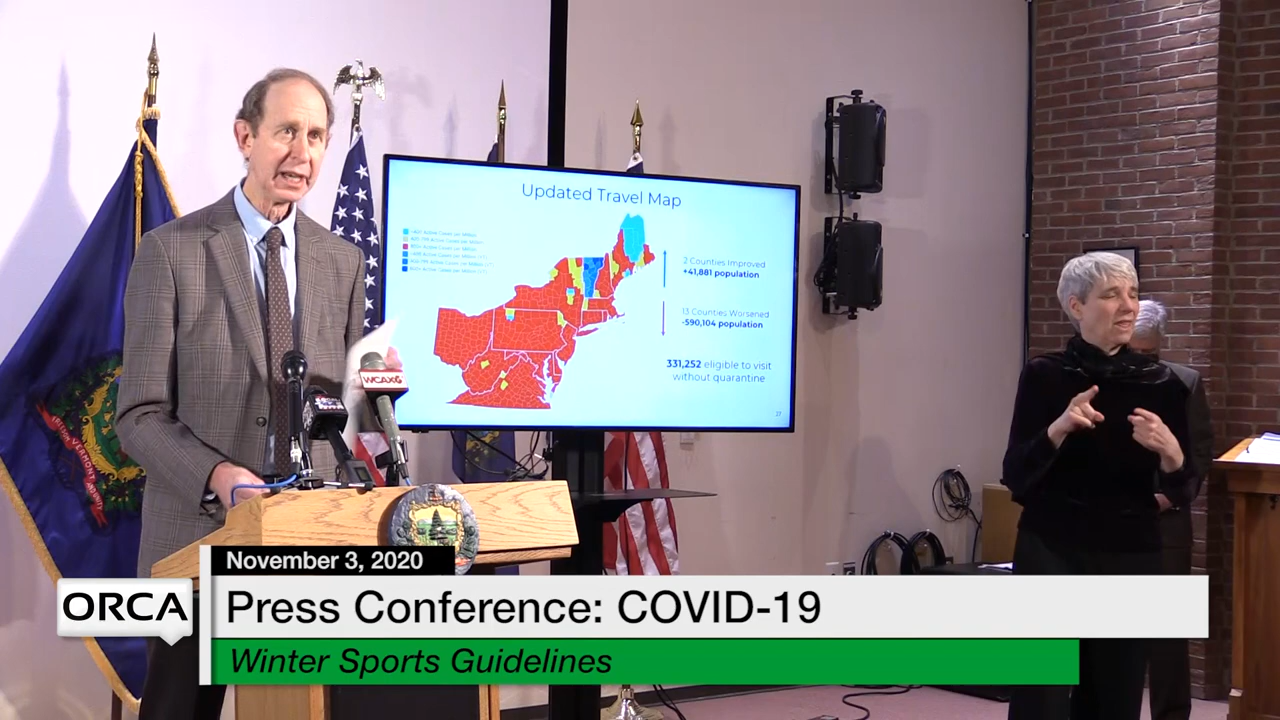 Updated Travel Map
2 Counties Improved
+41,881 population
13 Counties Worsened
-590,104 population
331,252 eligible to visit
without quarantine
27
WCAX
November 3, 2020
ORCA
Press Conference: COVID-19
Winter Sports Guidelines